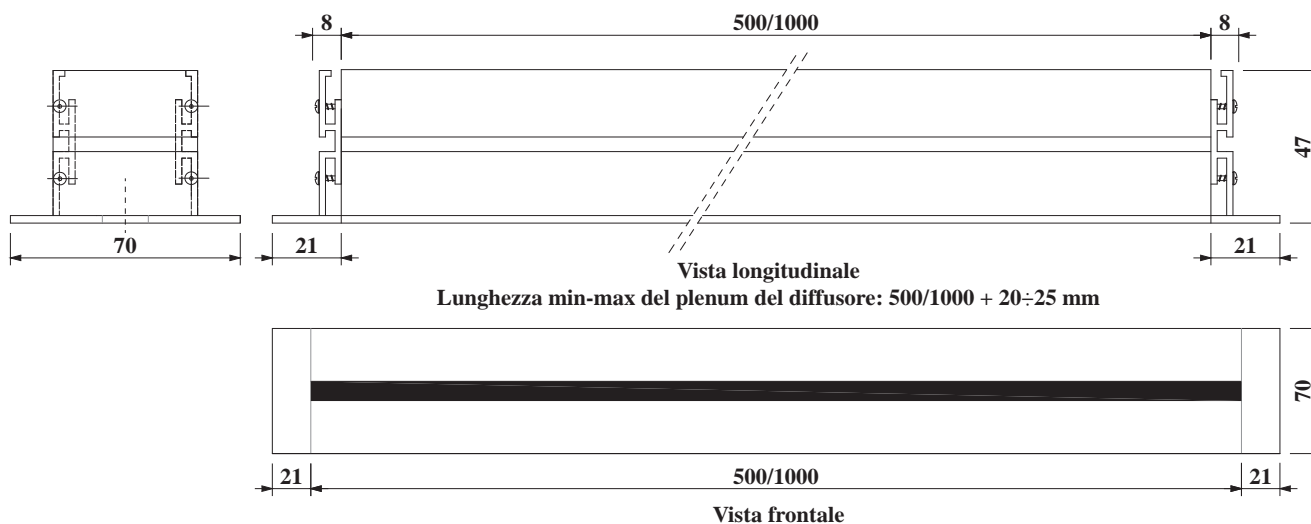 8 500/1000 8
47
70 21 21
Vista longitudinale
Lunghezza min-max del plenum del diffusore: 500/1000 + 20÷25 mm
70
21 500/1000 21
Vista frontale